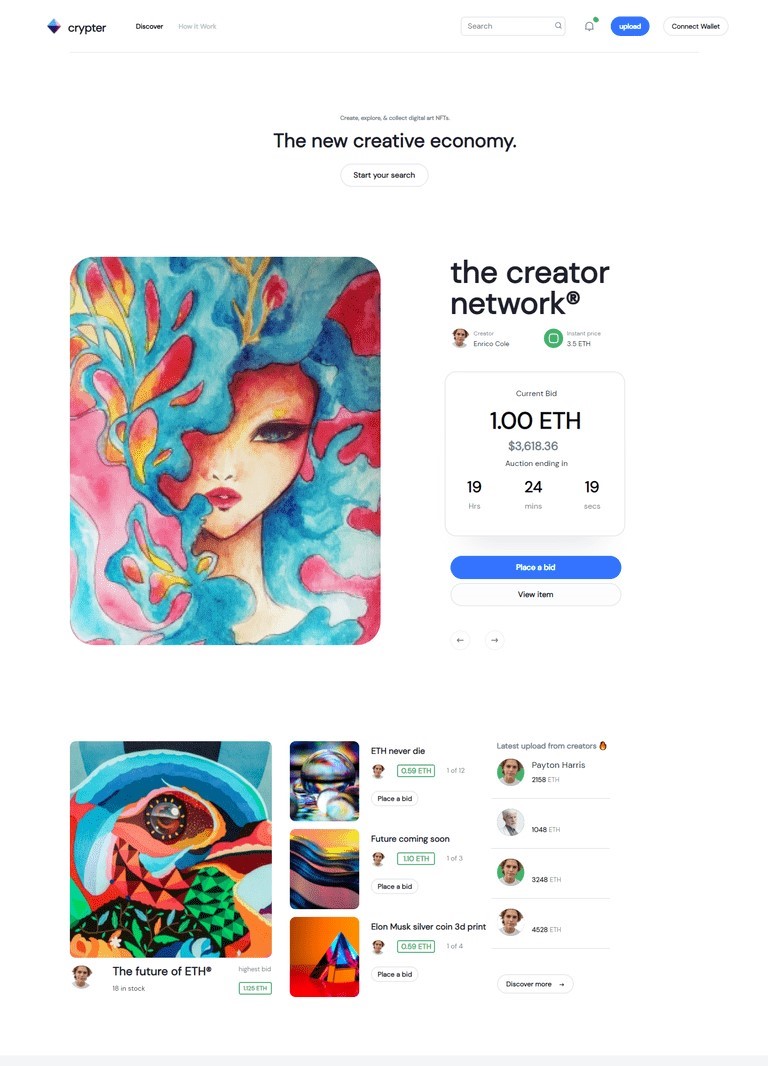 crypter
Discover
How It Work
Search
upload
Connect Wallet
Create, explore, & collect digital art NFTs.
The new creative economy.
Start your search
the creator
network®
Creator
Enrico Cole
Instant price
3.5 ETH
Current Bid
1.00 ETH
$3,618.36
Auction ending in
19
24
19
Hrs
mins
secs
Place a bid
View item
The future of ETH®
18 in stock
highest bid
1.125 ETH
ETH never die
0.59 ETH
1 of 12
Place a bid
Future coming soon
1.10 ETH
1 of 3
Place a bid
Elon Musk silver coin 3d print
0.59 ETH
1 of 4
Place a bid
Latest upload from creators 🔥
Payton Harris
2158 ETH
1048 ETH
3248 ETH
4528 ETH
Discover more →